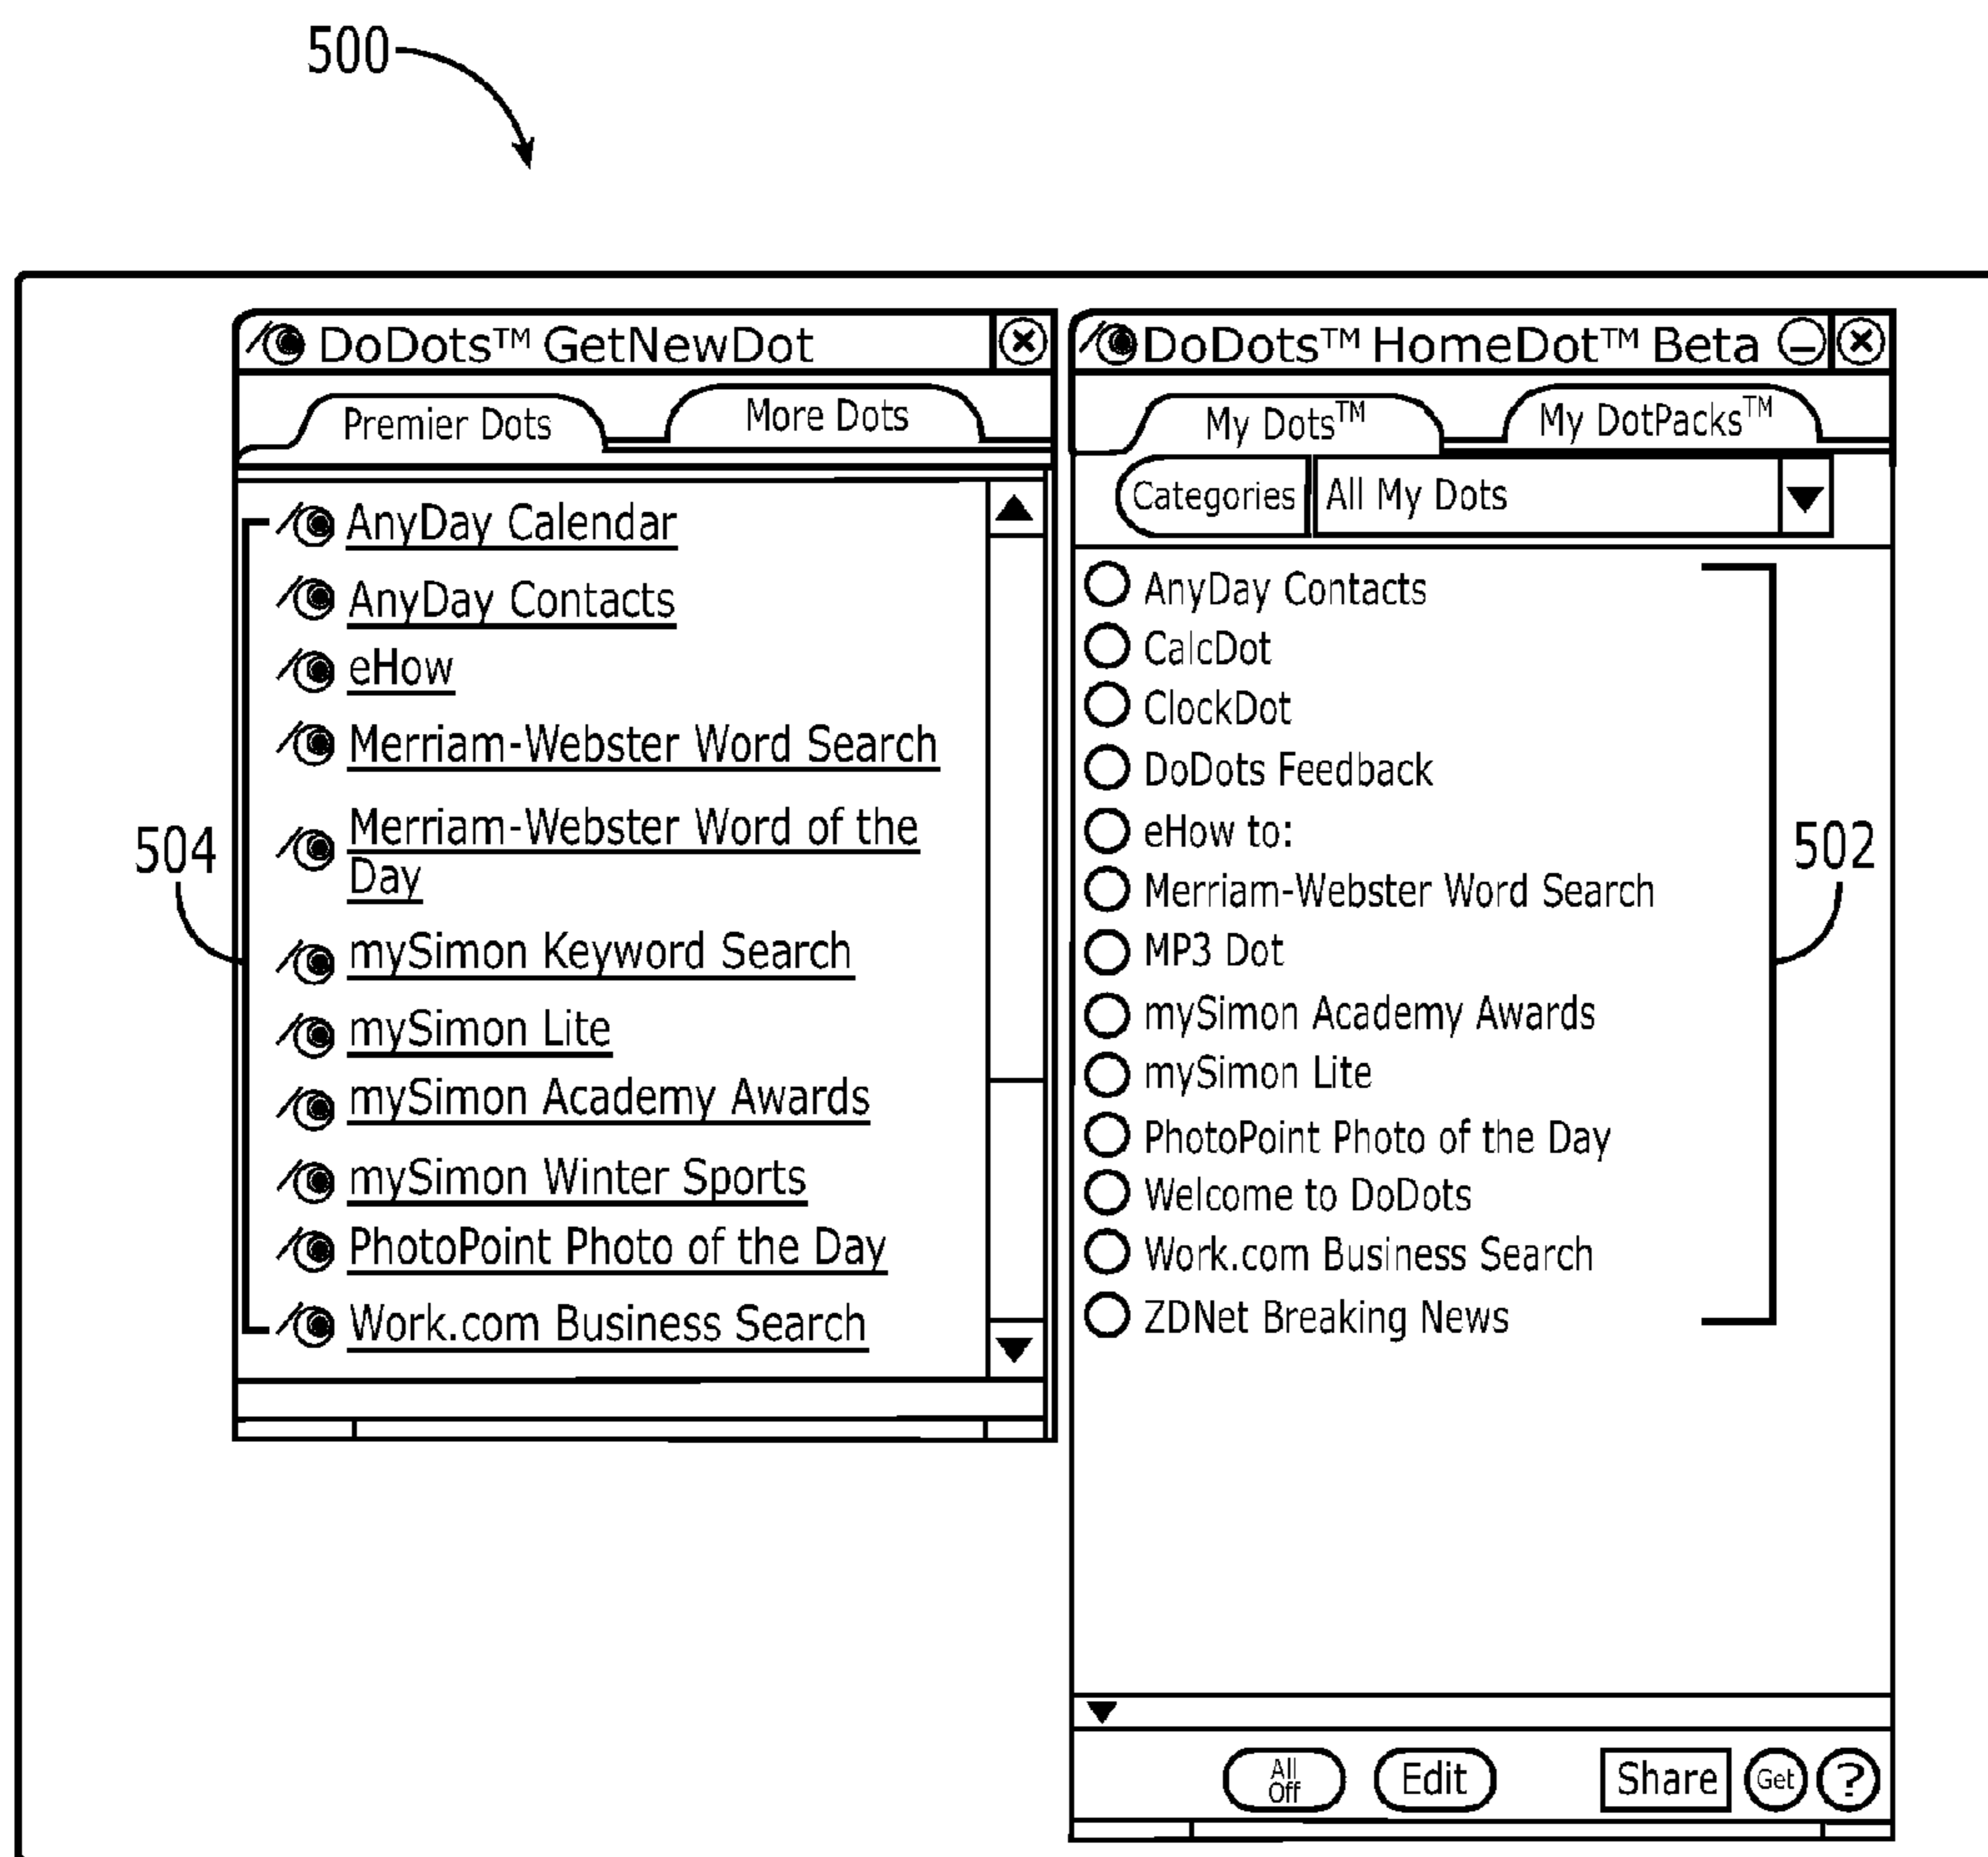 500
DoDots™ GetNewDot
Premier Dots
More Dots
AnyDay Calendar
AnyDay Contacts
eHow
Merriam-Webster Word Search
Merriam-Webster Word of the
Day
mySimon Keyword Search
mySimon Lite
mySimon Academy Awards
mySimon Winter Sports
PhotoPoint Photo of the Day
Work.com Business Search
504
DoDots™ HomeDot™ Beta
My Dots™
My DotPacks™
Categories
All My Dots
AnyDay Contacts
CalcDot
ClockDot
DoDots Feedback
eHow to:
Merriam-Webster Word Search
MP3 Dot
mySimon Academy Awards
mySimon Lite
PhotoPoint Photo of the Day
Welcome to DoDots
Work.com Business Search
ZDNet Breaking News
502
All
Off
Edit
Share
Get
?